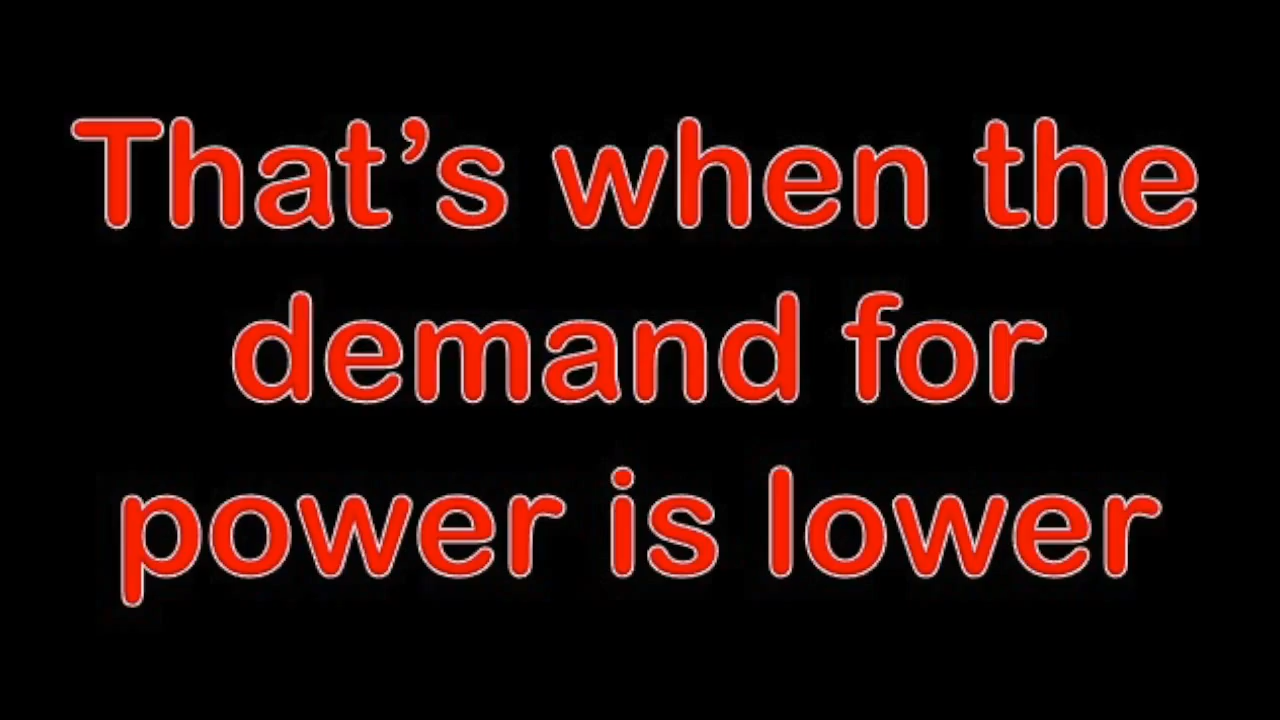 That’s when the
demand for
power is lower